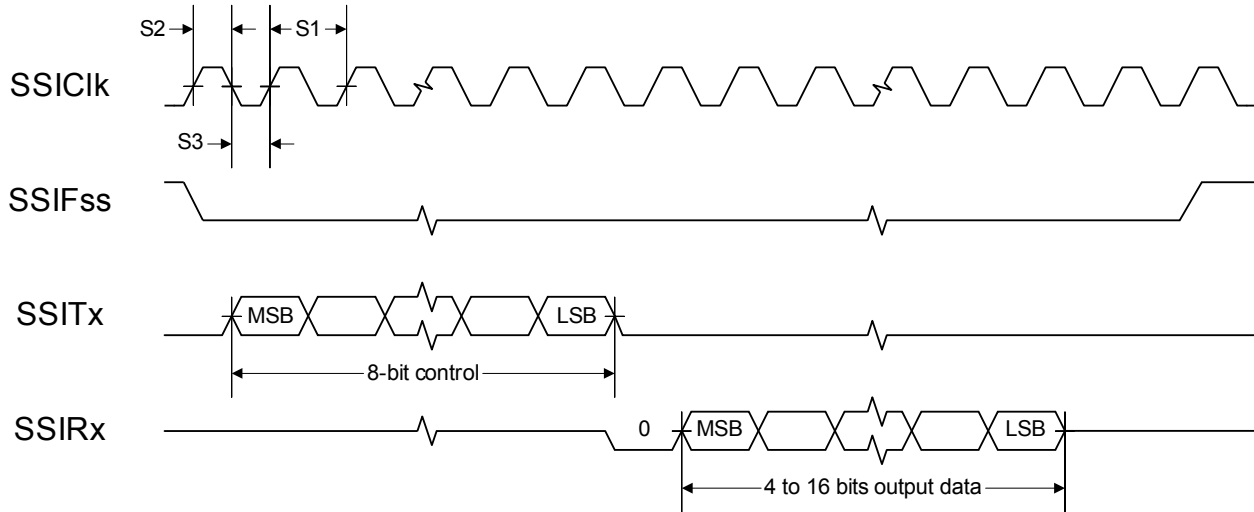 S2
S1
SSIClk
S3
SSIFss
SSITx
MSB
LSB
8-bit control
SSIRx
0
MSB
LSB
4 to 16 bits output data